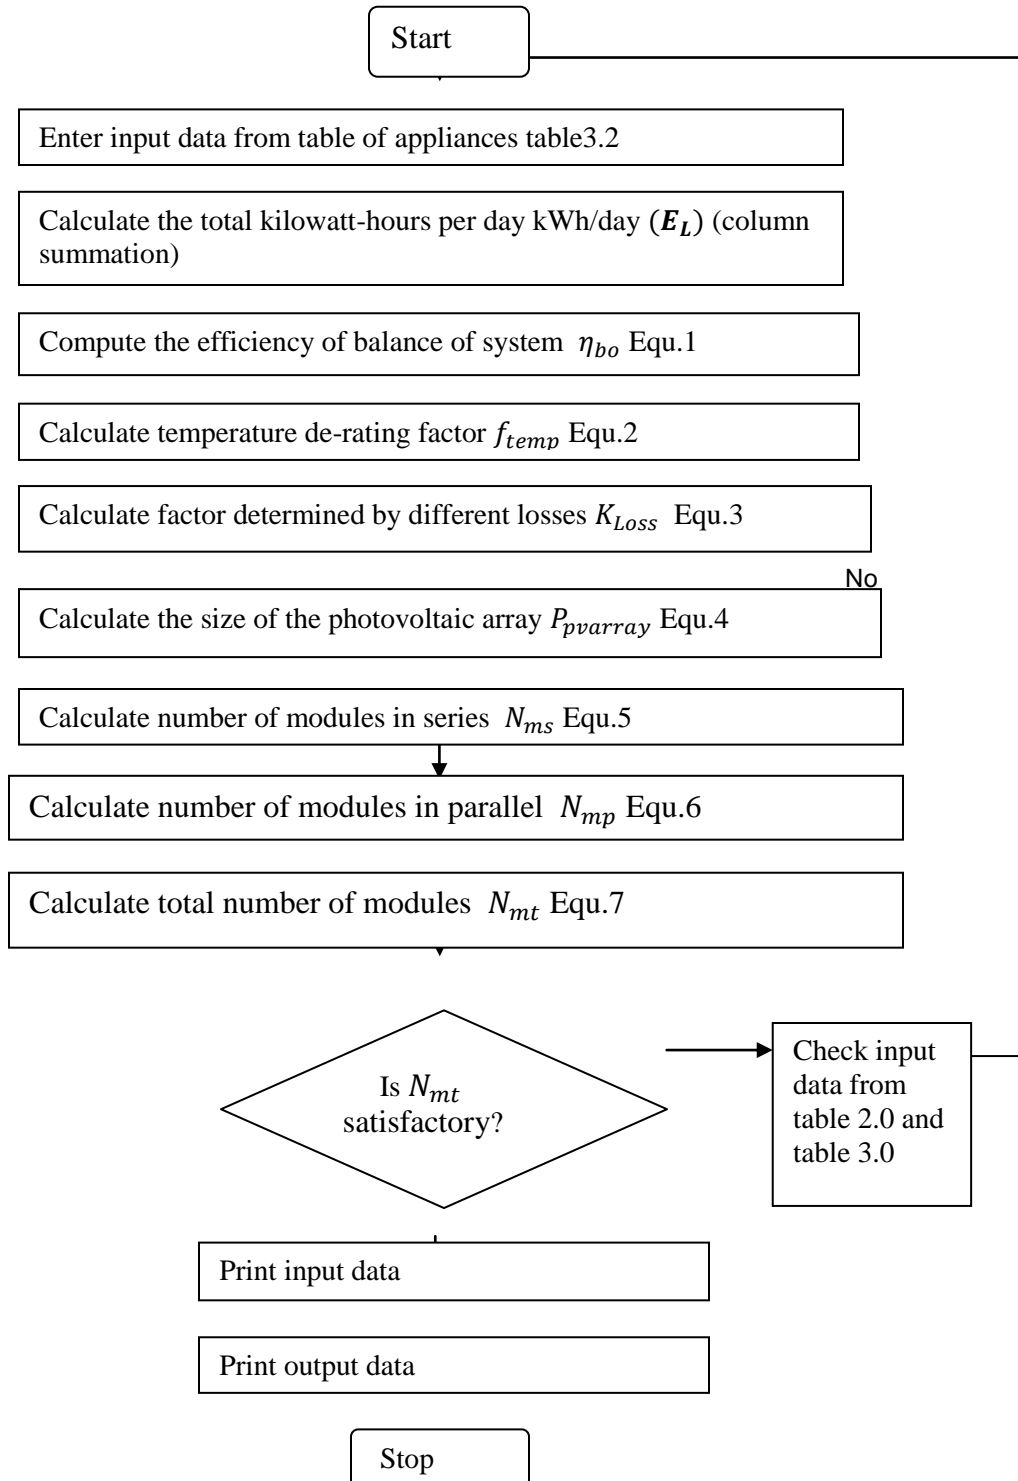 Start
Enter input data from table of appliances table3.2
Calculate the total kilowatt-hours per day kWh/day (E_L) (column
summation)
Compute the efficiency of balance of system η_bo Equ.1
Calculate temperature de-rating factor f_temp Equ.2
Calculate factor determined by different losses K_Loss Equ.3
No
Calculate the size of the photovoltaic array P_pvarray Equ.4
Calculate number of modules in series N_ms Equ.5
Calculate number of modules in parallel N_mp Equ.6
Calculate total number of modules N_mt Equ.7
Is N_mt
satisfactory?
Check input
data from
table 2.0 and
table 3.0
Print input data
Print output data
Stop